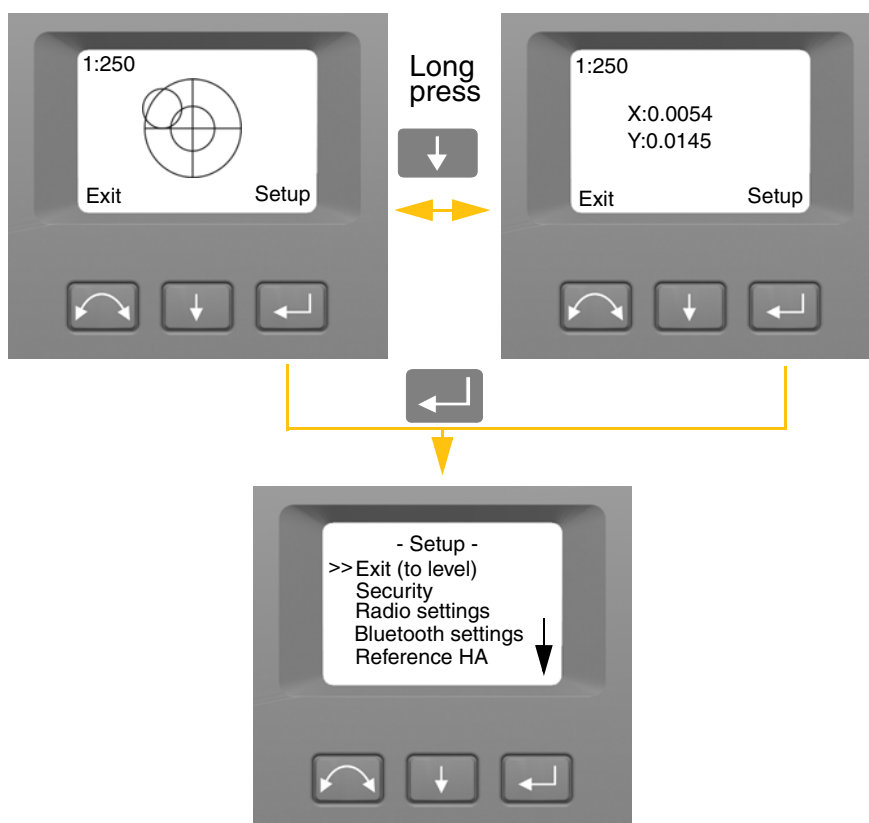 1:250
Exit Setup
Long
press
1:250
X:0.0054
Y:0.0145
Exit Setup
- Setup -
>>Exit (to level)
Security
Radio settings
Bluetooth settings
Reference HA